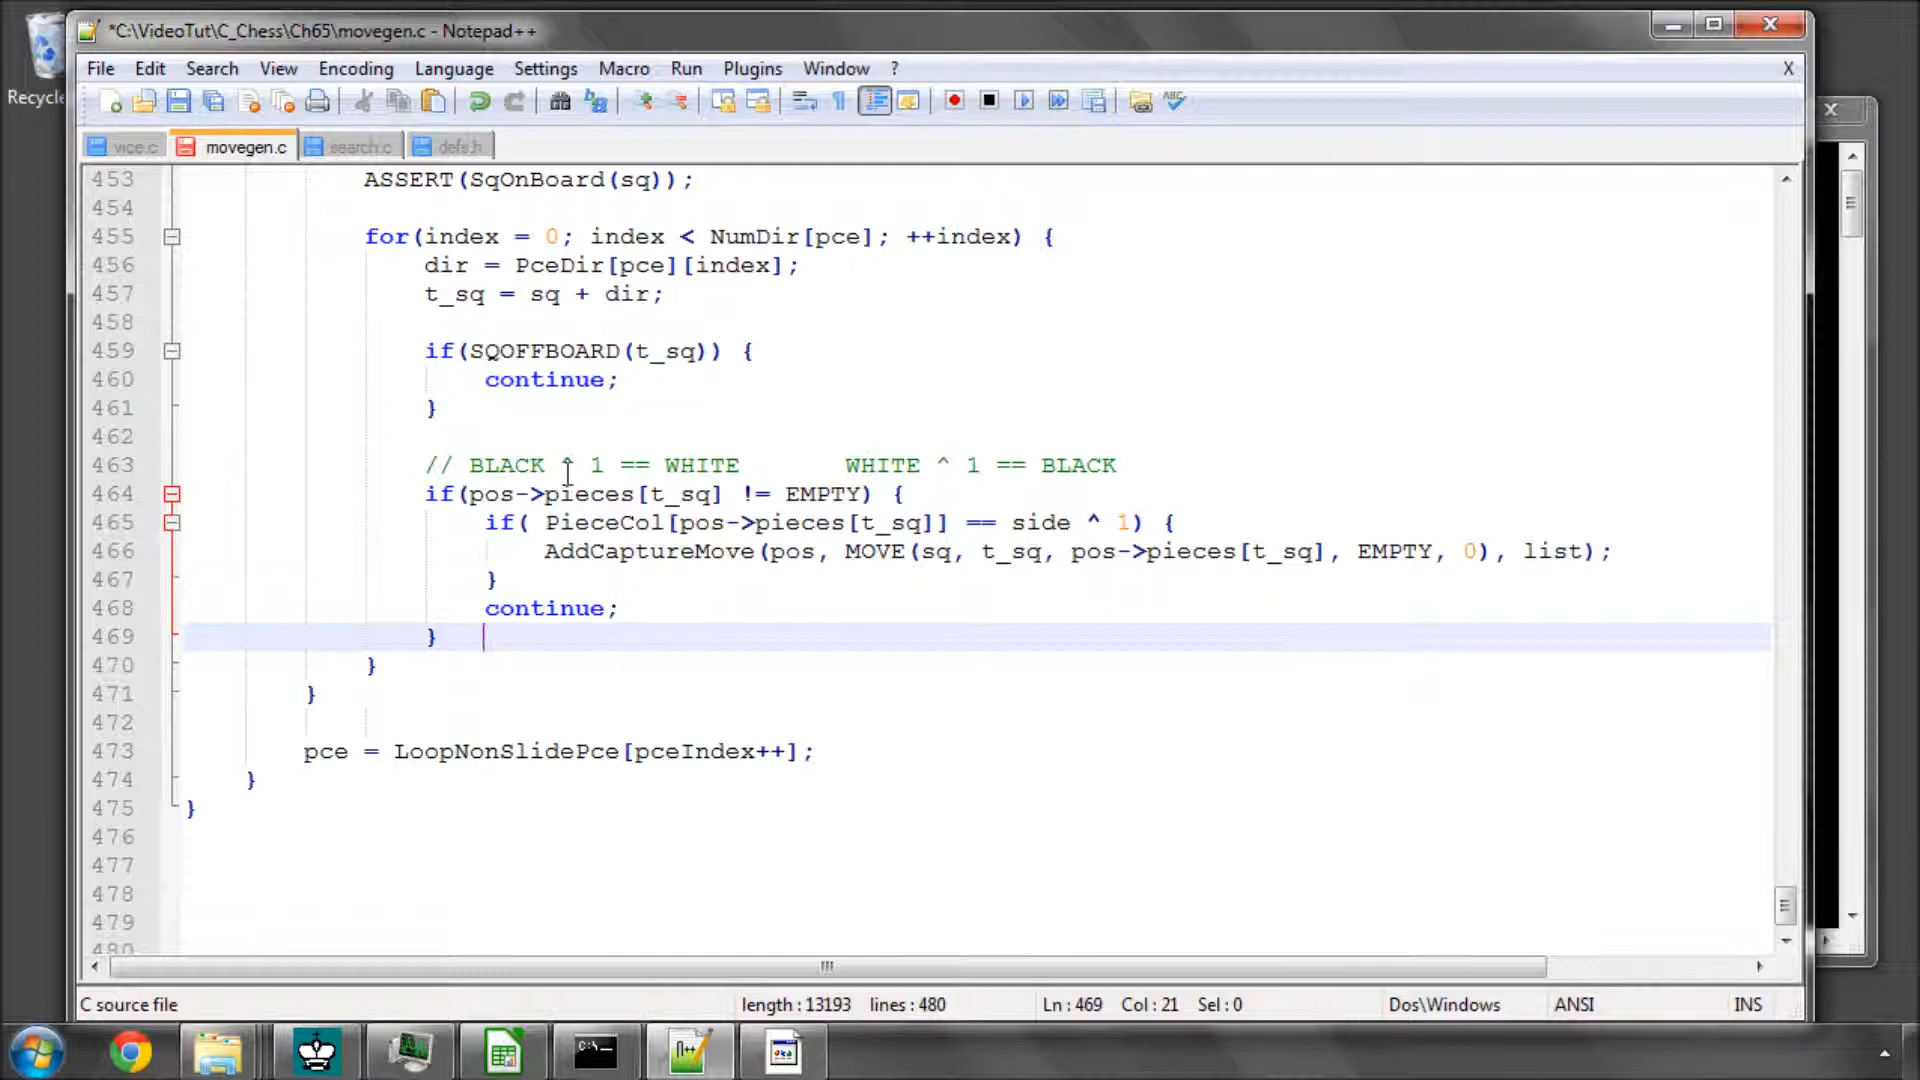 Recycle
*C:\VideoTut\C_Chess\Ch65\movegen.c - Notepad++
File Edit Search View Encoding Language Settings Macro Run Plugins Window ? X
vice.c movegen.c search.c defs.h
453 ASSERT(SqOnBoard(sq));
454
455 for(index = 0; index < NumDir[pce]; ++index) {
456 dir = PceDir[pce][index];
457 t_sq = sq + dir;
458
459 if(SQOFFBOARD(t_sq)) {
460 continue;
461 }
462
463 // BLACK ^ 1 == WHITE WHITE ^ 1 == BLACK
464 if(pos->pieces[t_sq] != EMPTY) {
465 if( PieceCol[pos->pieces[t_sq]] == side ^ 1) {
466 AddCaptureMove(pos, MOVE(sq, t_sq, pos->pieces[t_sq], EMPTY, 0), list);
467 }
468 continue;
469 }
470 }
471 }
472
473 pce = LoopNonSlidePce[pceIndex++];
474 }
475 }
476
477
478
479
480
C source file length : 13193 lines : 480 Ln : 469 Col : 21 Sel : 0 Dos\Windows ANSI INS